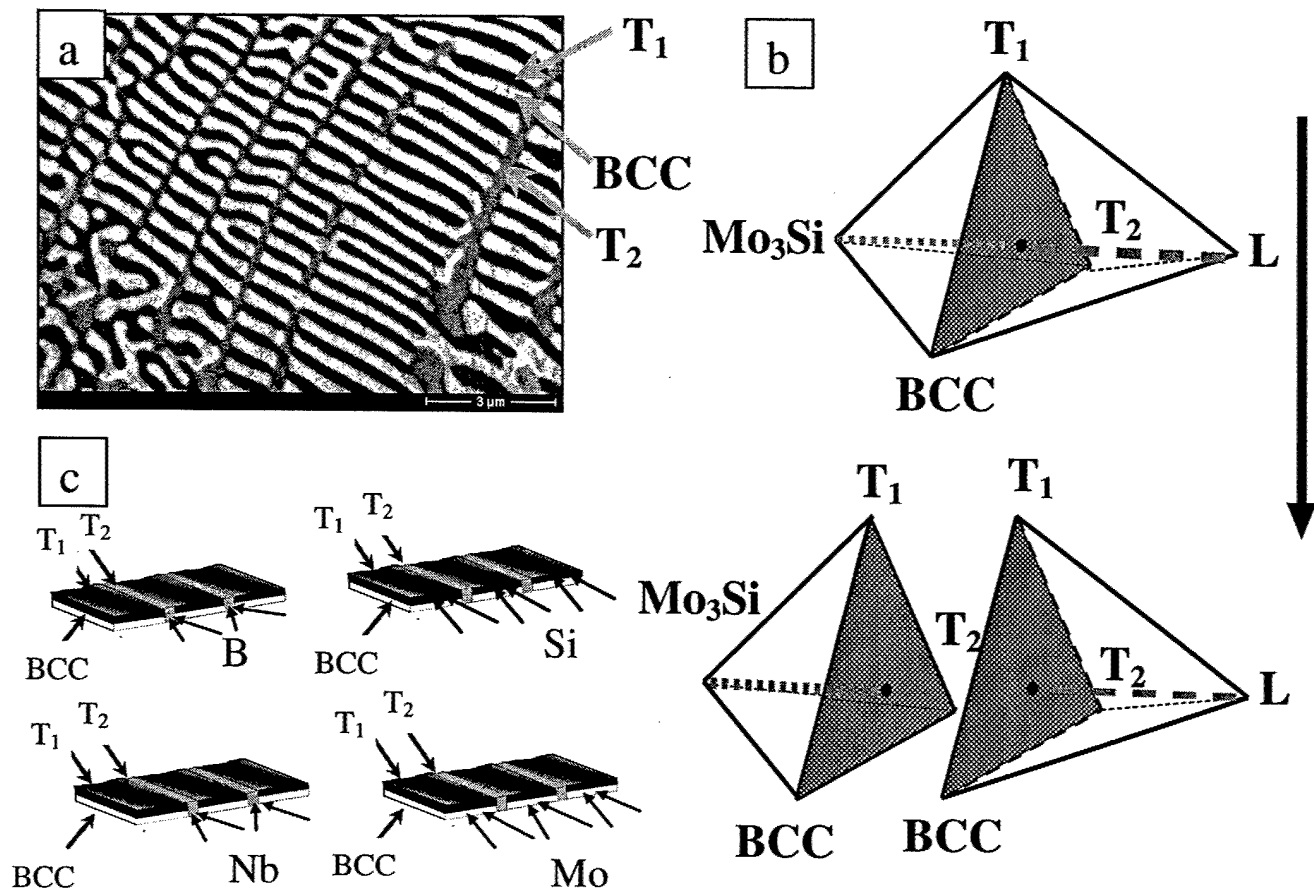 a
T₁
BCC
T₂
3 µm
b
T₁
Mo₃Si
T₂
L
BCC
T₁
T₁
Mo₃Si
T₂
T₂
L
BCC
BCC
c
T₁
T₂
BCC
B
T₁
T₂
BCC
Si
T₁
T₂
BCC
Nb
T₁
T₂
BCC
Mo